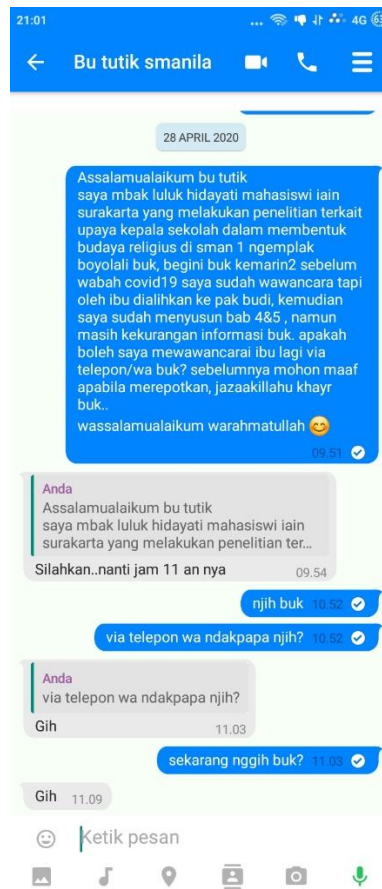 21:01
... 4G 63
Bu tutik smanila
28 APRIL 2020
Assalamualaikum bu tutik
saya mbak luluk hidayati mahasiswi iain
surakarta yang melakukan penelitian terkait
upaya kepala sekolah dalam membentuk
budaya religius di sman 1 ngemplak
boyolali buk, begini buk kemarin2 sebelum
wabah covid19 saya sudah wawancara tapi
oleh ibu dialihkan ke pak budi, kemudian
saya sudah menyusun bab 4&5 , namun
masih kekurangan informasi buk. apakah
boleh saya mewawancarai ibu lagi via
telepon/wa buk? sebelumnya mohon maaf
apabila merepotkan, jazaakillahu khayr
buk..
wassalamualikum warahmatullah 😊
09.51
Anda
Assalamualaikum bu tutik
saya mbak luluk hidayati mahasiswi iain
surakarta yang melakukan penelitian ter...
Silahkan..nanti jam 11 an nya
09.54
njih buk 10.52
via telepon wa ndakpapa njih? 10.52
Anda
via telepon wa ndakpapa njih?
Gih
11.03
sekarang nggih buk? 11.03
Gih 11.09
Ketik pesan